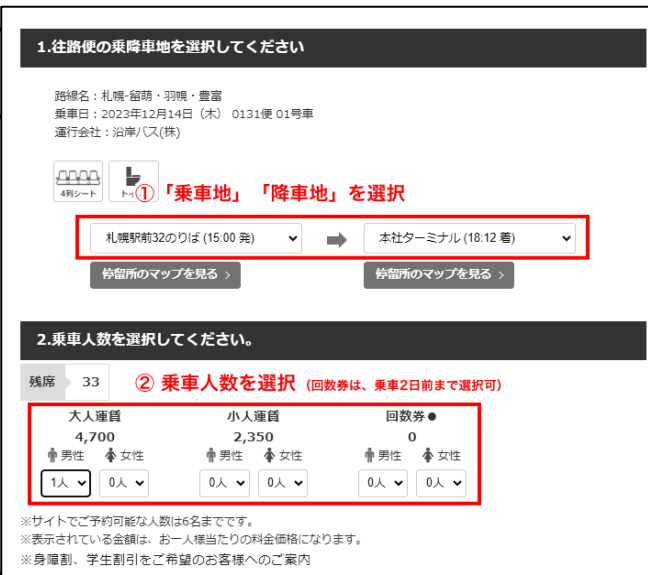 1.往路便の乗降車地を選択してください
路線名：札幌-留萌・羽幌・豊富
乗車日：2023年12月14日（木） 0131便 01号車
運行会社：沿岸バス(株)
4列シート
①「乗車地」「降車地」を選択
札幌駅前32のりば (15:00 発)
本社ターミナル (18:12 着)
停留所のマップを見る >
停留所のマップを見る >
2.乗車人数を選択してください。
残席 33 ② 乗車人数を選択（回数券は、乗車2日前まで選択可）
大人運賃 小人運賃 回数券●
4,700 2,350 0
男性 女性 男性 女性 男性 女性
1人 0人 0人 0人 0人 0人
※サイトでご予約可能な人数は6名までです。
※表示されている金額は、お一人様当たりの料金価格になります。
※身障割、学生割引をご希望のお客様へのご案内